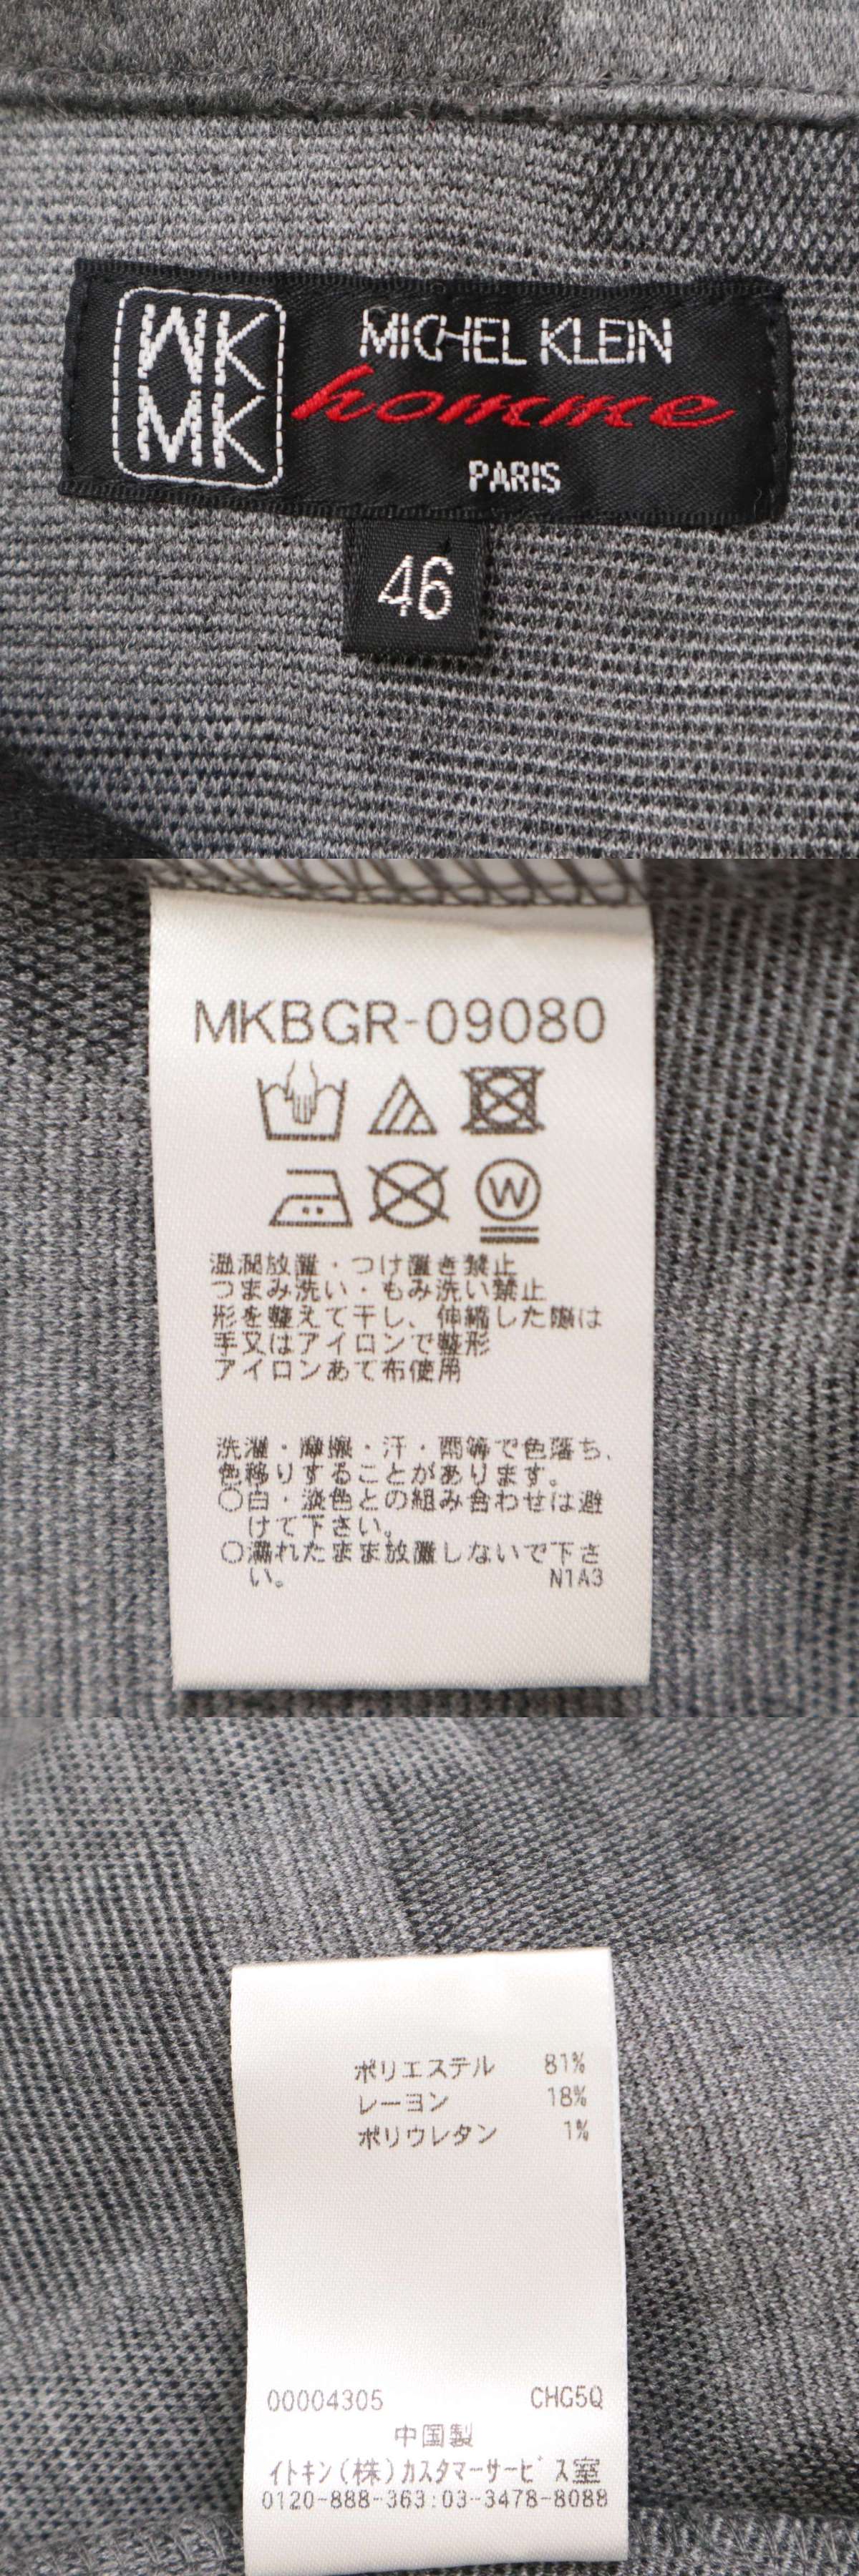 MK
MK
MICHEL KLEIN
homme
PARIS
46
MKBGR-09080
W
湿潤放置・つけ置き禁止
つまみ洗い・もみ洗い禁止
形を整えて干し、伸縮した際は
手又はアイロンで整形
アイロンあて布使用
洗濯・摩擦・汗・雨等で色落ち、
色移りすることがあります。
○白・淡色との組み合わせは避
けて下さい。
○濡れたまま放置しないで下さ
い。 N1A3
ポリエステル 81%
レーヨン 18%
ポリウレタン 1%
00004305 CHG5Q
中国製
イトキン(株)カスタマーサービス室
0120-888-363:03-3478-8088